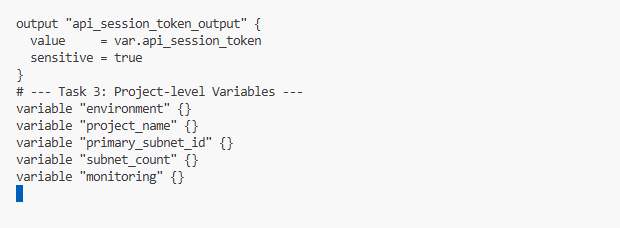 output "api_session_token_output" {
  value     = var.api_session_token
  sensitive = true
}
# --- Task 3: Project-level Variables ---
variable "environment" {}
variable "project_name" {}
variable "primary_subnet_id" {}
variable "subnet_count" {}
variable "monitoring" {}